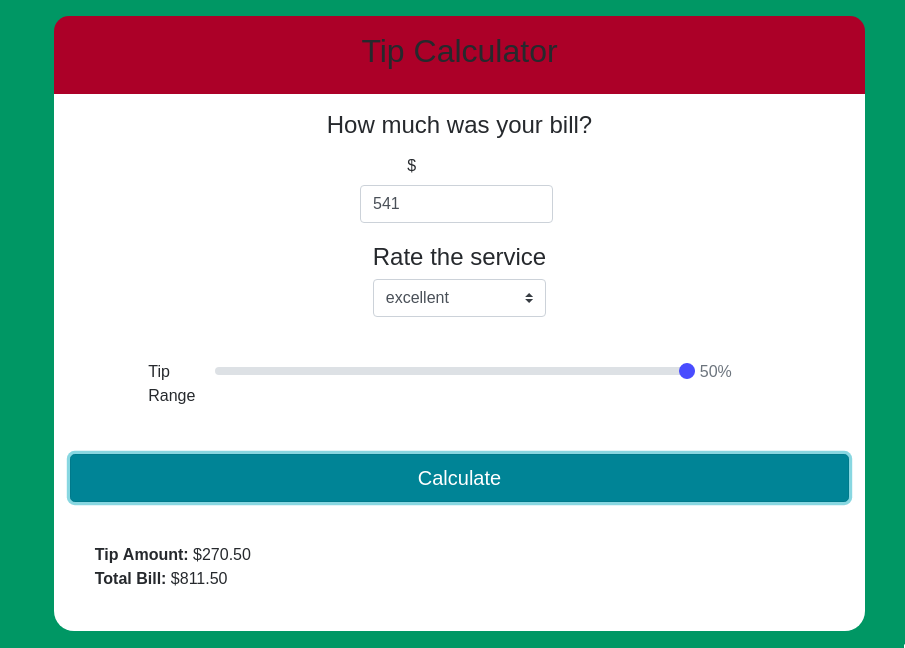 Tip Calculator
How much was your bill?
$
541
Rate the service
excellent
Tip
Range
50%
Calculate
Tip Amount: $270.50
Total Bill: $811.50